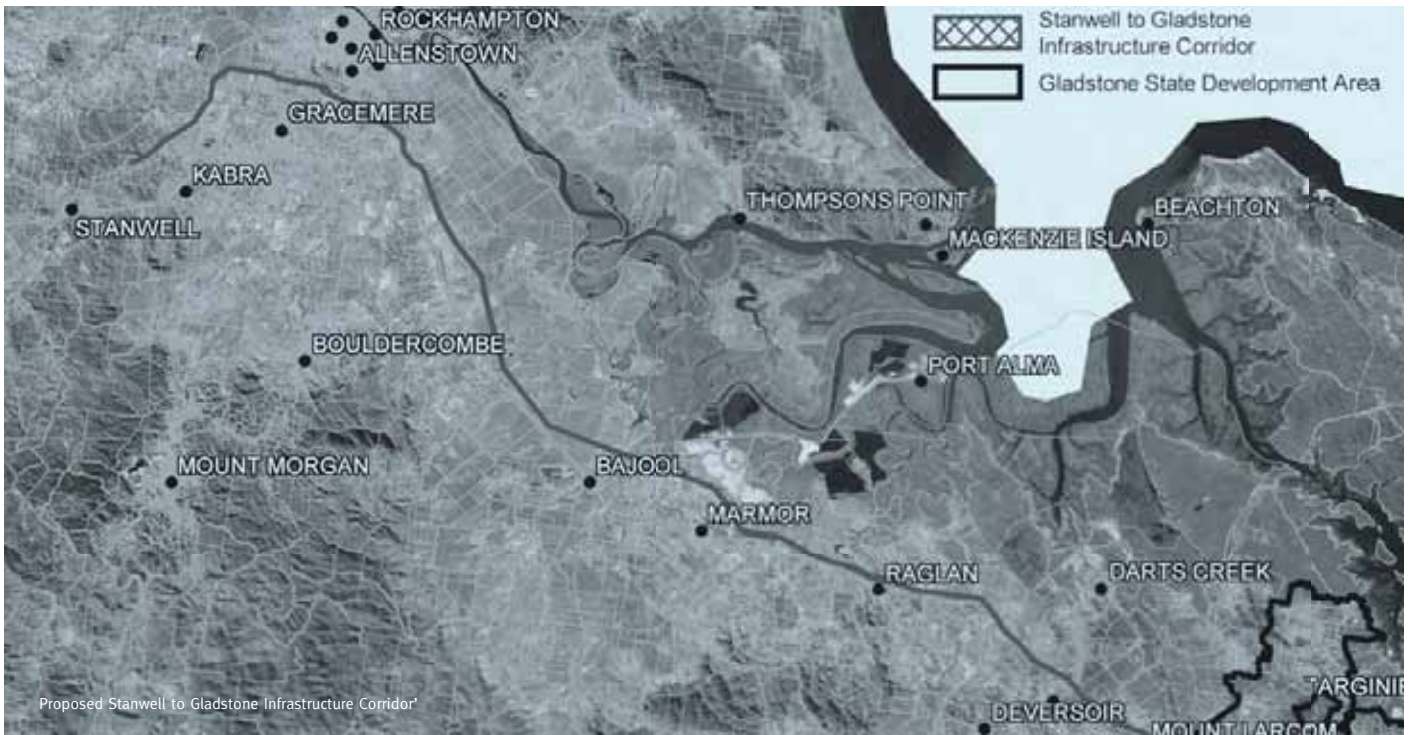 ROCKHAMPTON
ALLENSTOWN
GRACEMERE
KABRA
STANWELL
Stanwell to Gladstone
Infrastructure Corridor
Gladstone State Development Area
THOMPSONS POINT
BEACHTON
MACKENZIE ISLAND
BOULDERCOMBE
PORT ALMA
MOUNT MORGAN
BAJOOL
MARMOR
RAGLAN
DARTS CREEK
TARGINIE
DEVERSOIR
MOUNT LARCOM
Proposed Stanwell to Gladstone Infrastructure Corridor'